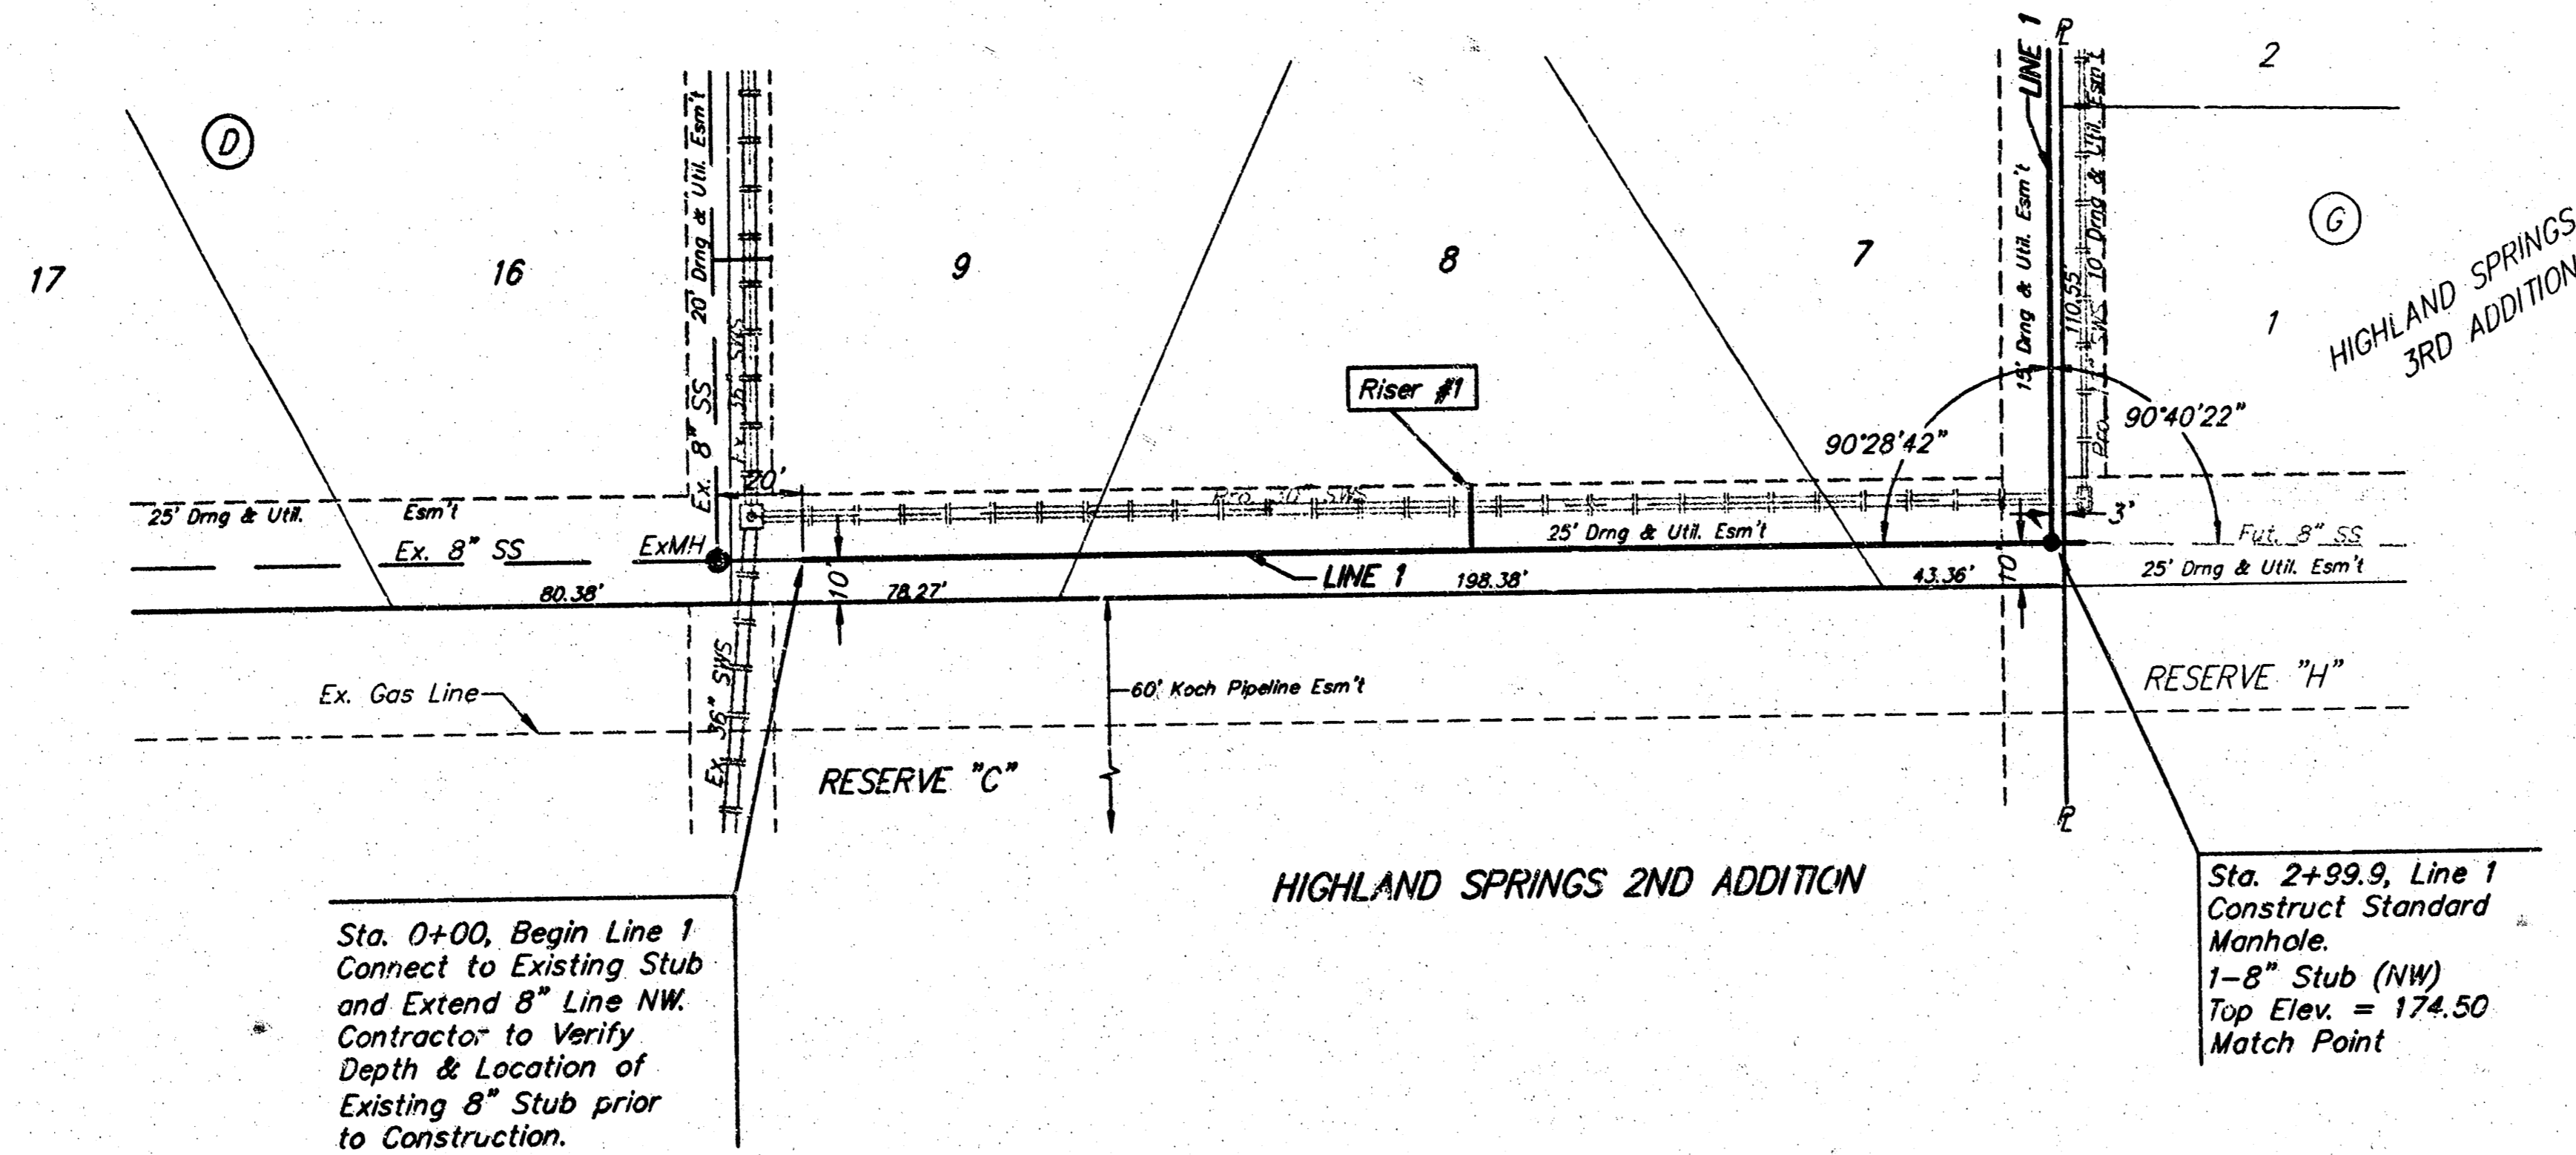 LINE 1
P
2
D
20' Drng & Util. Esm't
15' Drng & Util. Esm't
10' Drng & Util. Esm't
G
HIGHLAND SPRINGS
3RD ADDITION
17
16
9
8
7
1
110.55
Riser #1
Ex. 8" SS
90°28'42"
90°40'22"
20'
Pro. 30" SWS
25' Drng & Util. Esm't
3'
25' Drng & Util. Esm't
Fut. 8" SS
Ex. 8" SS
ExMH
25' Drng & Util. Esm't
LINE 1
10'
10'
80.38'
78.27'
198.38'
43.36'
Ex. 36" SWS
Ex. Gas Line
60' Koch Pipeline Esm't
RESERVE "H"
RESERVE "C"
P
HIGHLAND SPRINGS 2ND ADDITION
Sta. 0+00, Begin Line 1
Connect to Existing Stub
and Extend 8" Line NW.
Contractor to Verify
Depth & Location of
Existing 8" Stub prior
to Construction.
Sta. 2+99.9, Line 1
Construct Standard
Manhole.
1-8" Stub (NW)
Top Elev. = 174.50
Match Point